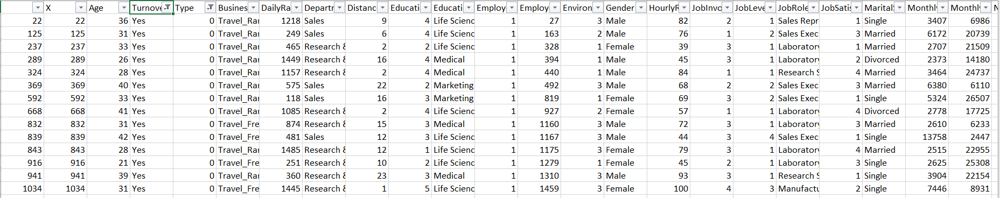 X Age Turnove Type Busines DailyRa Departr Distanc Educati Educati Employ Employ Environ Gender HourlyR JobInvo JobLeve JobRole JobSatis Marital Monthly Monthly N
22 22 36 Yes 0 Travel_Rar 1218 Sales 9 4 Life Scienc 1 27 3 Male 82 2 1 Sales Repr 1 Single 3407 6986
125 125 31 Yes 0 Travel_Rar 249 Sales 6 4 Life Scienc 1 163 2 Male 76 1 2 Sales Exec 3 Married 6172 20739
237 237 33 Yes 0 Travel_Rar 465 Research & 2 2 Life Scienc 1 328 1 Female 39 3 1 Laboratory 1 Married 2707 21509
289 289 26 Yes 0 Travel_Rar 1449 Research & 16 4 Medical 1 394 1 Male 45 3 1 Laboratory 2 Divorced 2373 14180
324 324 28 Yes 0 Travel_Rar 1157 Research & 2 4 Medical 1 440 1 Male 84 1 1 Research S 4 Married 3464 24737
369 369 40 Yes 0 Travel_Rar 575 Sales 22 2 Marketing 1 492 3 Male 68 2 2 Sales Exec 3 Married 6380 6110
592 592 33 Yes 0 Travel_Rar 118 Sales 16 3 Marketing 1 819 1 Female 69 3 2 Sales Exec 1 Single 5324 26507
668 668 41 Yes 0 Travel_Rar 1085 Research & 2 4 Life Scienc 1 927 2 Female 57 1 1 Laboratory 4 Divorced 2778 17725
832 832 31 Yes 0 Travel_Fre 874 Research & 15 3 Medical 1 1160 3 Male 72 3 1 Laboratory 3 Married 2610 6233
839 839 42 Yes 0 Travel_Fre 481 Sales 12 3 Life Scienc 1 1167 3 Male 44 3 4 Sales Exec 1 Single 13758 2447
843 843 28 Yes 0 Travel_Rar 1485 Research & 12 1 Life Scienc 1 1175 3 Female 79 3 1 Laboratory 4 Married 2515 22955
916 916 21 Yes 0 Travel_Fre 251 Research & 10 2 Life Scienc 1 1279 1 Female 45 2 1 Laboratory 3 Single 2625 25308
941 941 39 Yes 0 Travel_Rar 360 Research & 23 3 Medical 1 1310 3 Male 93 3 1 Research S 1 Single 3904 22154
1034 1034 31 Yes 0 Travel_Fre 1445 Research & 1 5 Life Scienc 1 1459 3 Female 100 4 3 Manufactu 2 Single 7446 8931